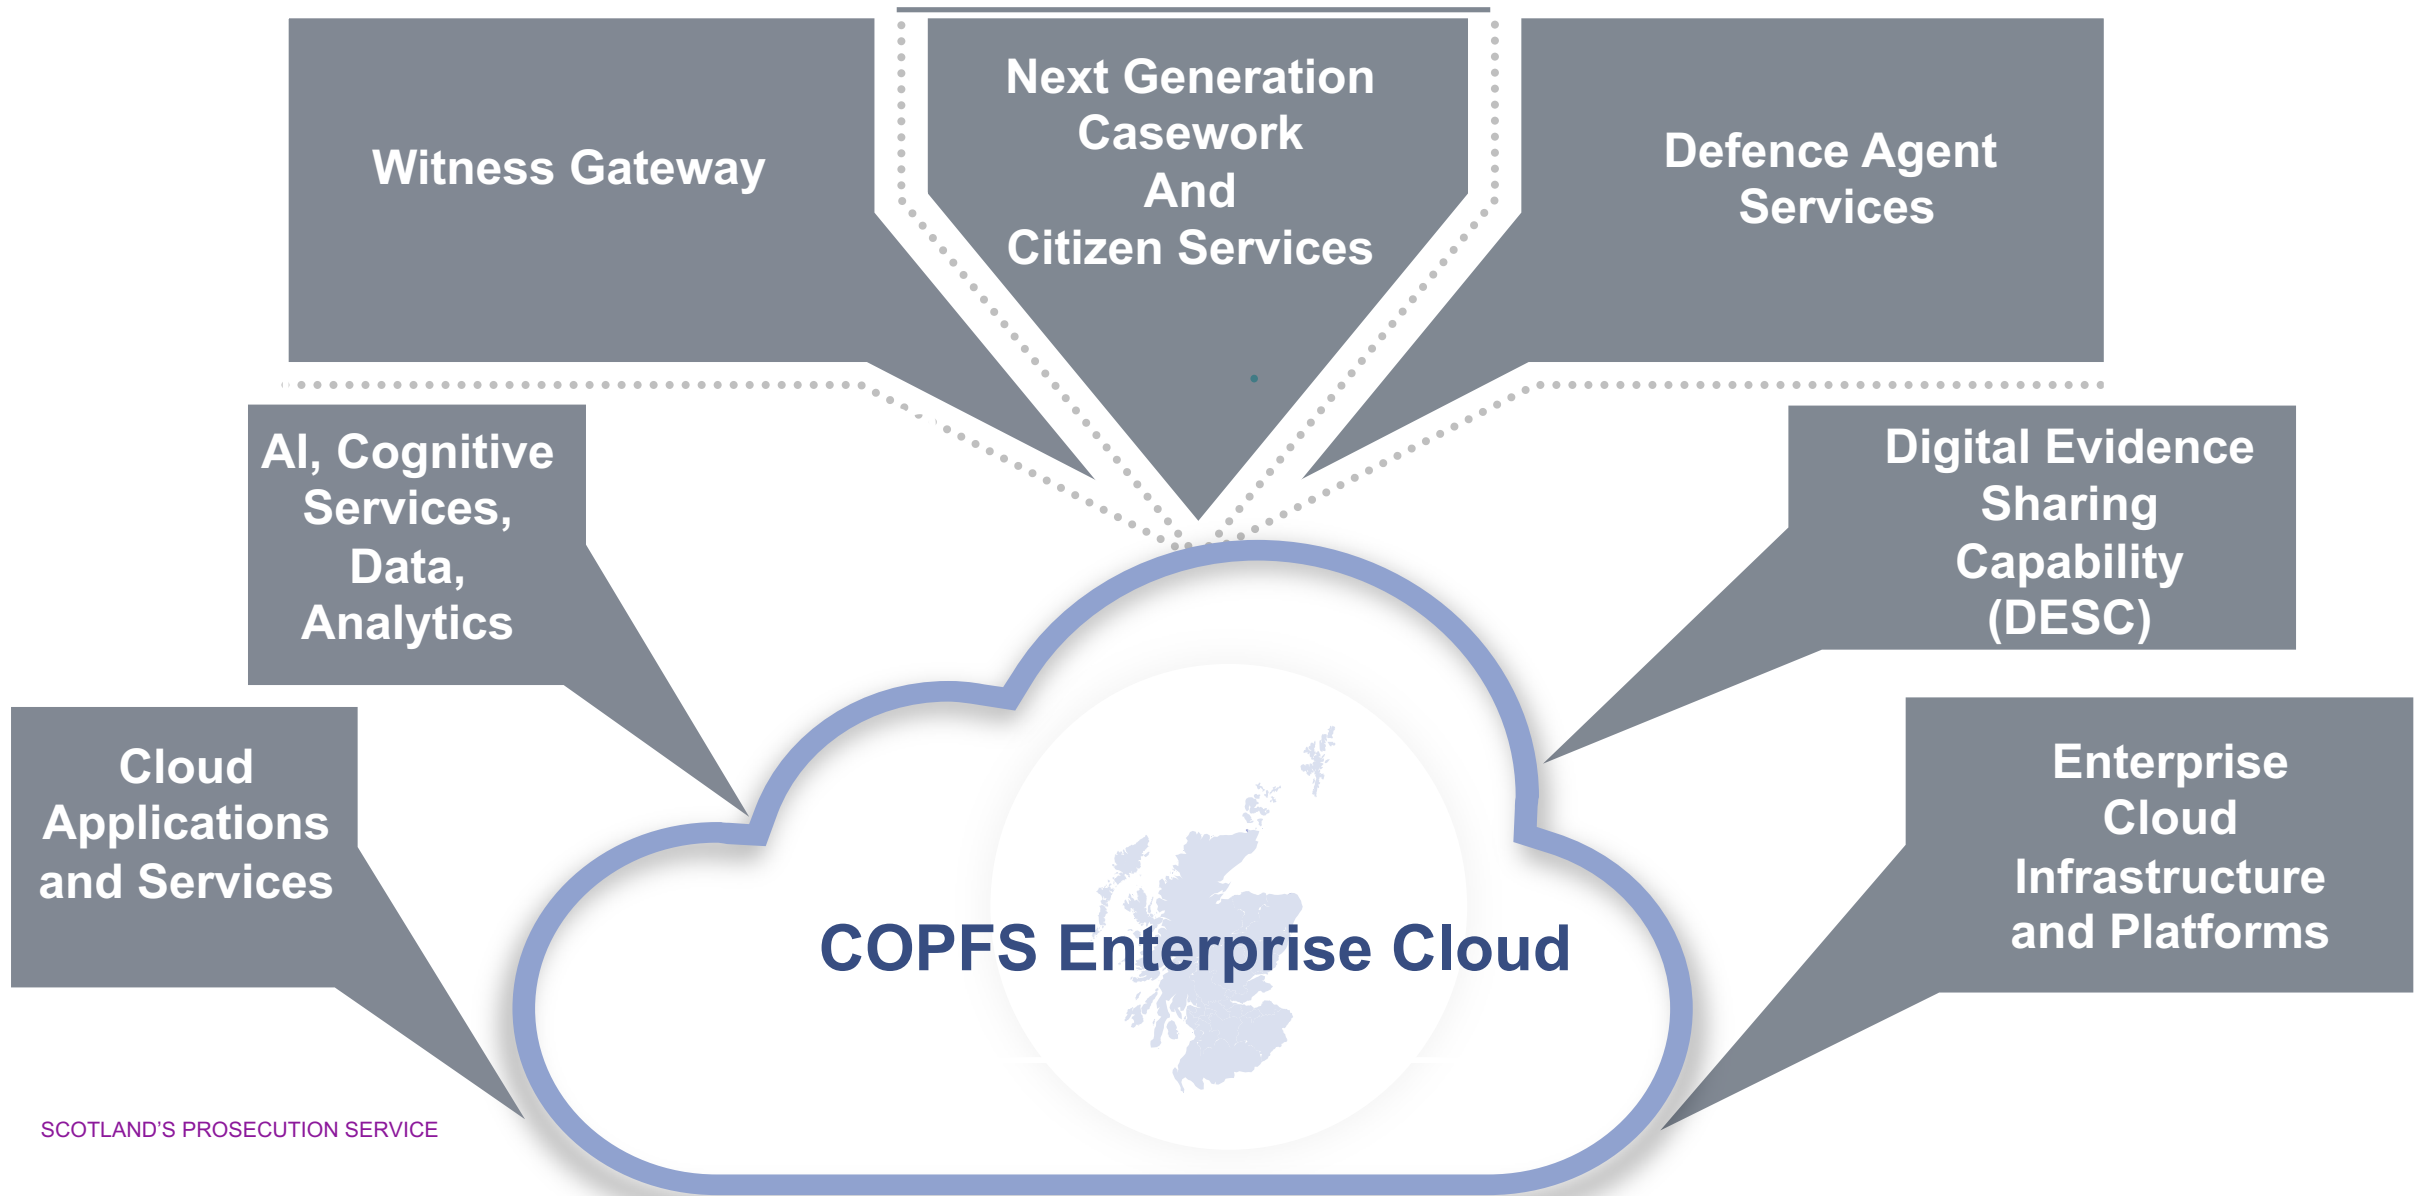 Witness Gateway
Next Generation
Casework
And
Citizen Services
Defence Agent
Services
AI, Cognitive
Services,
Data,
Analytics
Digital Evidence
Sharing
Capability
(DESC)
Cloud
Applications
and Services
Enterprise
Cloud
Infrastructure
and Platforms
COPFS Enterprise Cloud
SCOTLAND’S PROSECUTION SERVICE